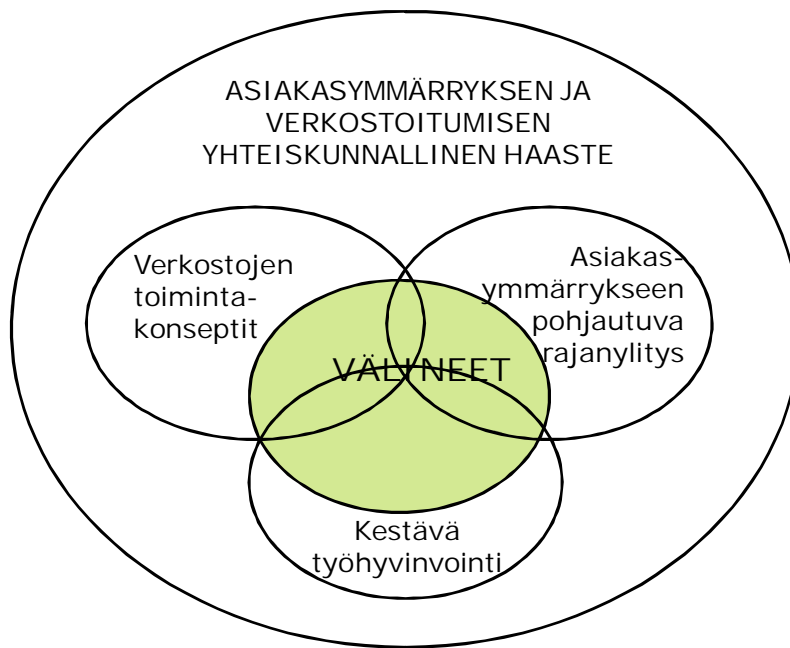 ASIAKASYMMÄRRYKSEN JA
VERKOSTOITUMISEN
YHTEISKUNNALLINEN HAASTE
Verkostojen
toiminta-
konseptit
Asiakas-
ymmärrykseen
pohjautuva
rajanylitys
VÄLINEET
Kestävä
työhyvinvointi